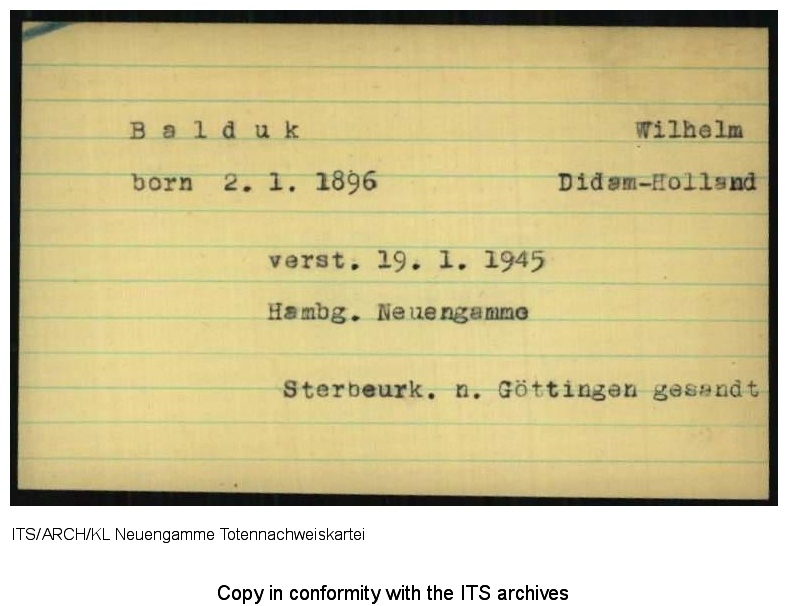 B a l d u k Wilhelm
born 2. 1. 1896 Didam-Holland
verst. 19. 1. 1945
Hambg. Neuengamme
Sterbeurk. n. Göttingen gesandt
ITS/ARCH/KL Neuengamme Totennachweiskartei
Copy in conformity with the ITS archives